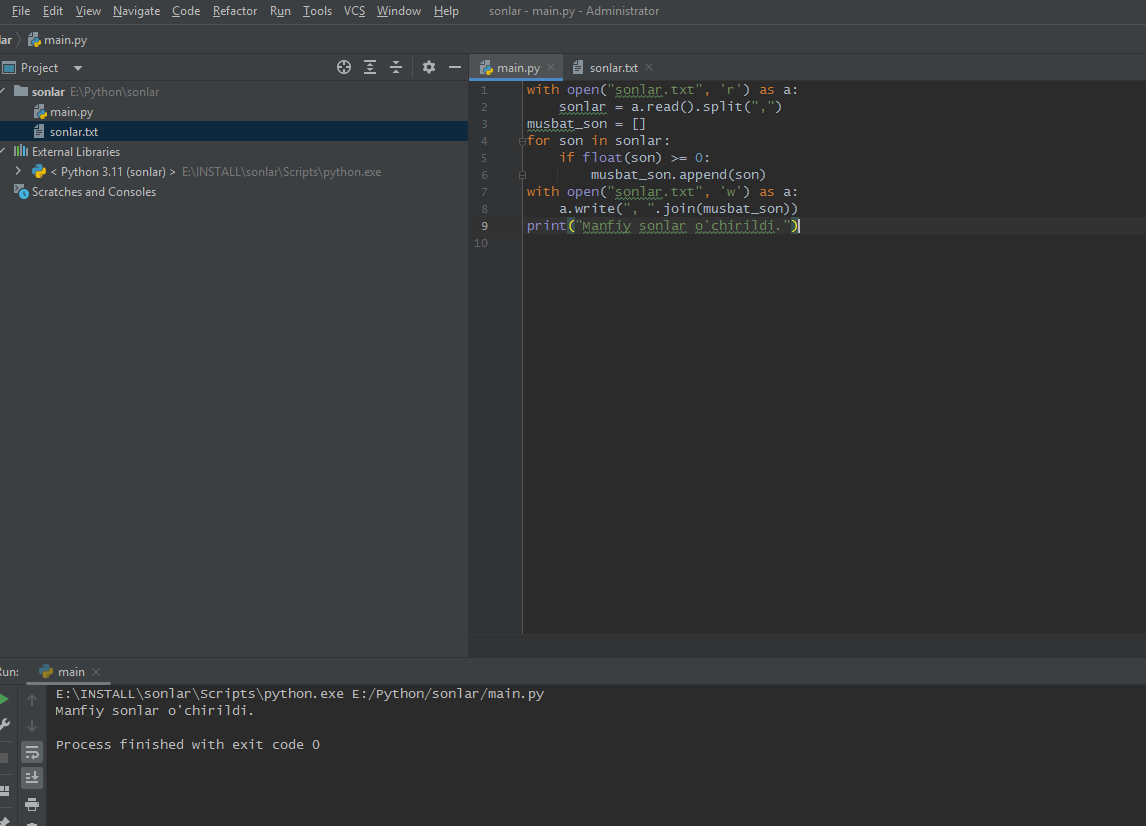 File Edit View Navigate Code Refactor Run Tools VCS Window Help sonlar - main.py - Administrator
lar main.py
Project
main.py sonlar.txt
sonlar E:\Python\sonlar
main.py
sonlar.txt
External Libraries
< Python 3.11 (sonlar) > E:\INSTALL\sonlar\Scripts\python.exe
Scratches and Consoles
1 with open("sonlar.txt", 'r') as a:
2 sonlar = a.read().split(",")
3 musbat_son = []
4 for son in sonlar:
5 if float(son) >= 0:
6 musbat_son.append(son)
7 with open("sonlar.txt", 'w') as a:
8 a.write(", ".join(musbat_son))
9 print("Manfiy sonlar o'chirildi.")
10
Run: main
E:\INSTALL\sonlar\Scripts\python.exe E:/Python/sonlar/main.py
Manfiy sonlar o'chirildi.
Process finished with exit code 0